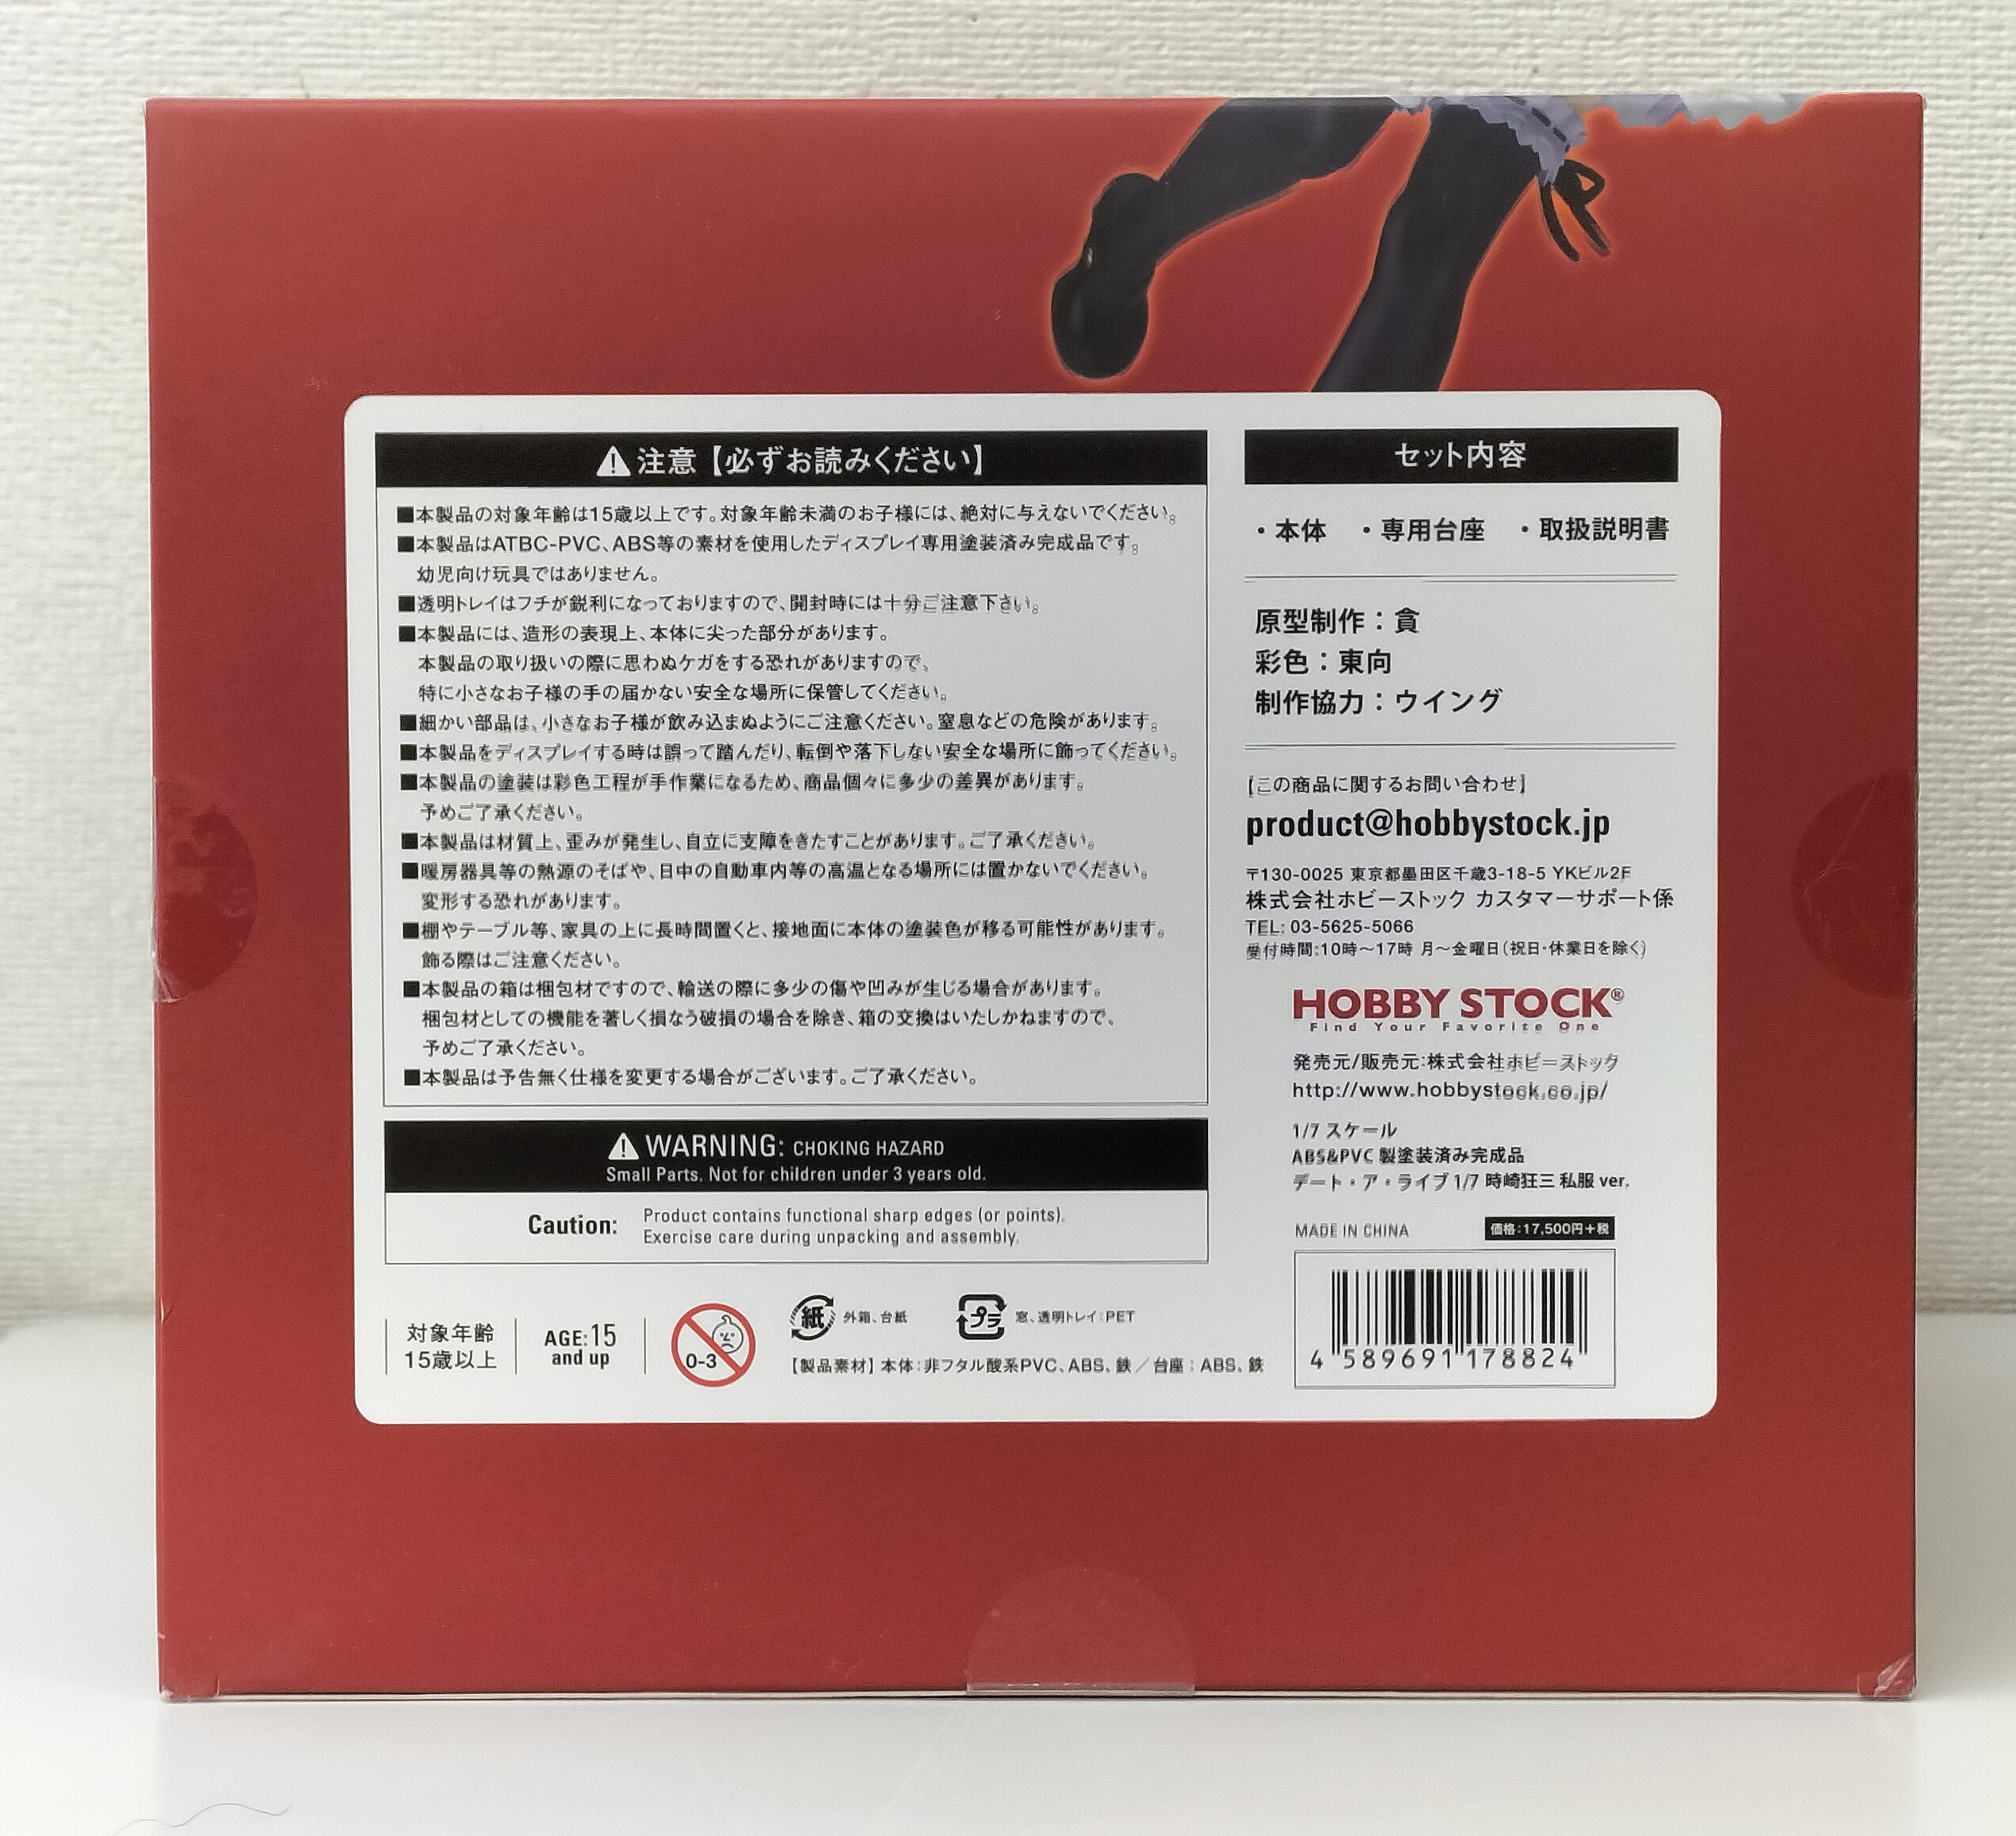 注意【必ずお読みください】
■本製品の対象年齢は15歳以上です。対象年齢未満のお子様には、絶対に与えないでください。
■本製品はATBC-PVC、ABS等の素材を使用したディスプレイ専用塗装済み完成品です。
幼児向け玩具ではありません。
■透明トレイはフチが鋭利になっておりますので、開封時には十分ご注意下さい。
■本製品には、造形の表現上、本体に尖った部分があります。
本製品の取り扱いの際に思わぬケガをする恐れがありますので、
特に小さなお子様の手の届かない安全な場所に保管してください。
■細かい部品は、小さなお子様が飲み込まぬようにご注意ください。窒息などの危険があります。
■本製品をディスプレイする時は誤って踏んだり、転倒や落下しない安全な場所に飾ってください。
■本製品の塗装は彩色工程が手作業になるため、商品個々に多少の差異があります。
予めご了承ください。
■本製品は材質上、歪みが発生し、自立に支障をきたすことがあります。ご了承ください。
■暖房器具等の熱源のそばや、日中の自動車内等の高温となる場所には置かないでください。
変形する恐れがあります。
■棚やテーブル等、家具の上に長時間置くと、接地面に本体の塗装色が移る可能性があります。
飾る際はご注意ください。
■本製品の箱は梱包材ですので、輸送の際に多少の傷や凹みが生じる場合があります。
梱包材としての機能を著しく損なう破損の場合を除き、箱の交換はいたしかねますので、
予めご了承ください。
■本製品は予告無く仕様を変更する場合がございます。ご了承ください。
WARNING: CHOKING HAZARD
Small Parts. Not for children under 3 years old.
Caution: Product contains functional sharp edges (or points).
Exercise care during unpacking and assembly.
対象年齢
15歳以上
AGE:15
and up
0-3
紙 外箱、台紙
プラ 窓、透明トレイ:PET
【製品素材】本体:非フタル酸系PVC、ABS、鉄／台座:ABS、鉄
セット内容
・本体 ・専用台座 ・取扱説明書
原型制作：貪
彩色：東向
制作協力：ウイング
【この商品に関するお問い合わせ】
product@hobbystock.jp
〒130-0025 東京都墨田区千歳3-18-5 YKビル2F
株式会社ホビーストック カスタマーサポート係
TEL: 03-5625-5066
受付時間:10時〜17時 月〜金曜日(祝日・休業日を除く)
HOBBY STOCK®
Find Your Favorite One
発売元/販売元:株式会社ホビーストック
http://www.hobbystock.co.jp/
1/7 スケール
ABS&PVC 製塗装済み完成品
デート・ア・ライブ 1/7 時崎狂三 私服 ver.
MADE IN CHINA
価格:17,500円+税
4 589691 178824